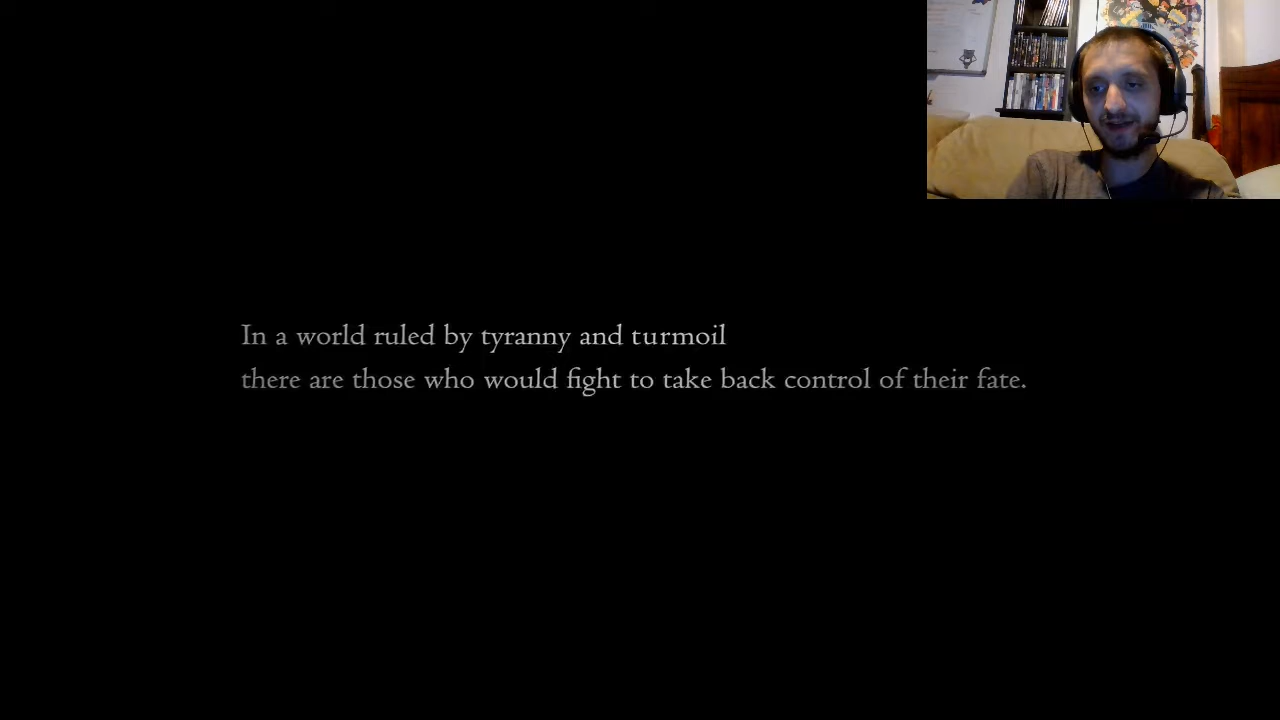 In a world ruled by tyranny and turmoil
there are those who would fight to take back control of their fate.